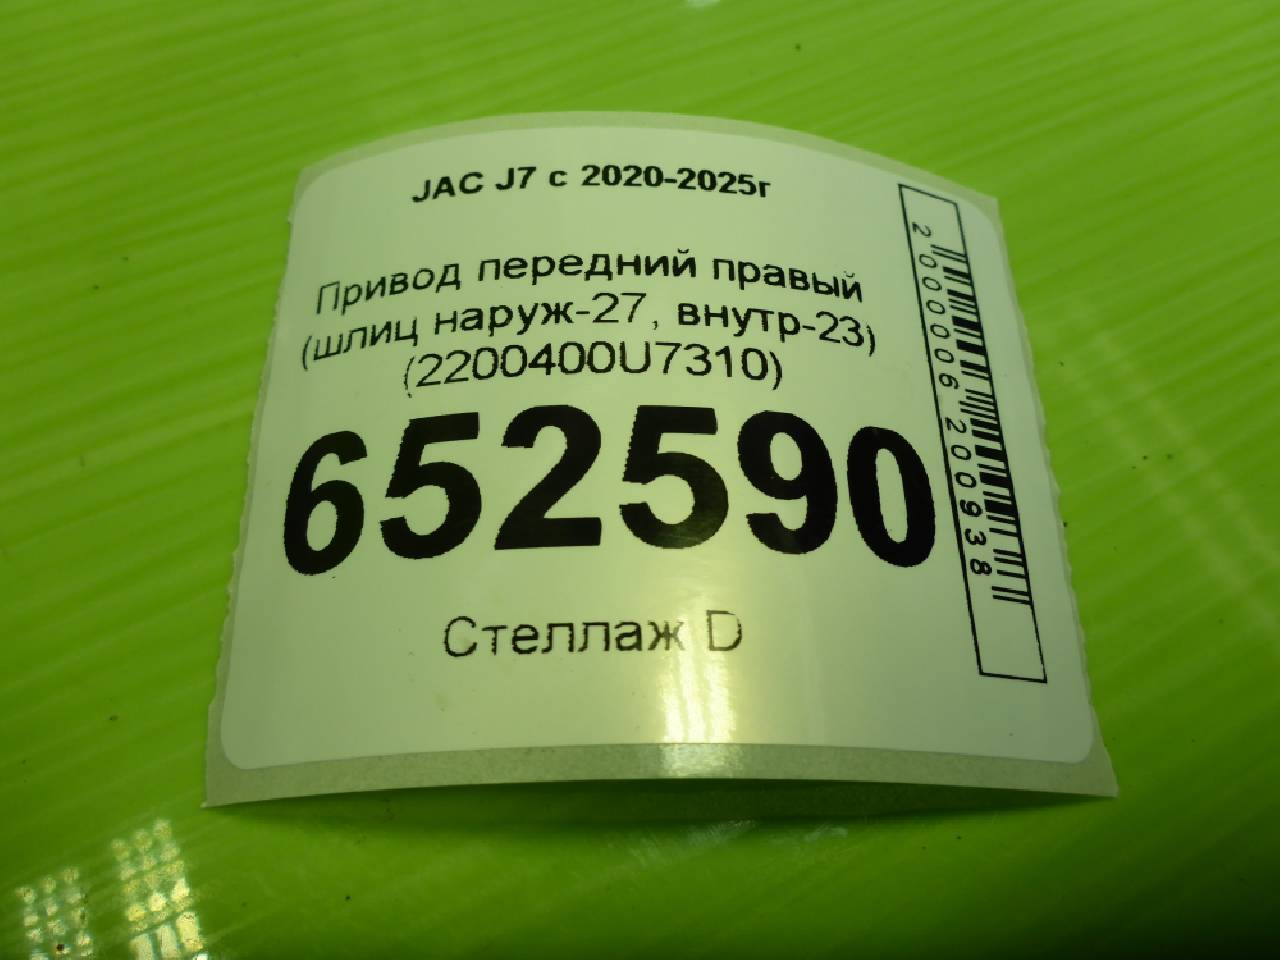 JAC J7 с 2020-2025г
Привод передний правый
(шлиц наруж-27, внутр-23)
(2200400U7310)
652590
Стеллаж D
2000006200938